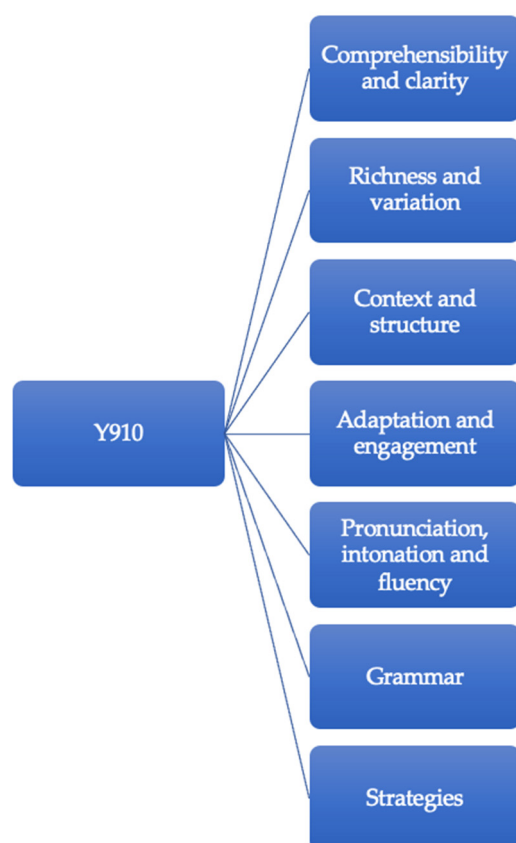 Comprehensibility
and clarity
Richness and
variation
Context and
structure
Y910
Adaptation and
engagement
Pronunciation,
intonation and
fluency
Grammar
Strategies